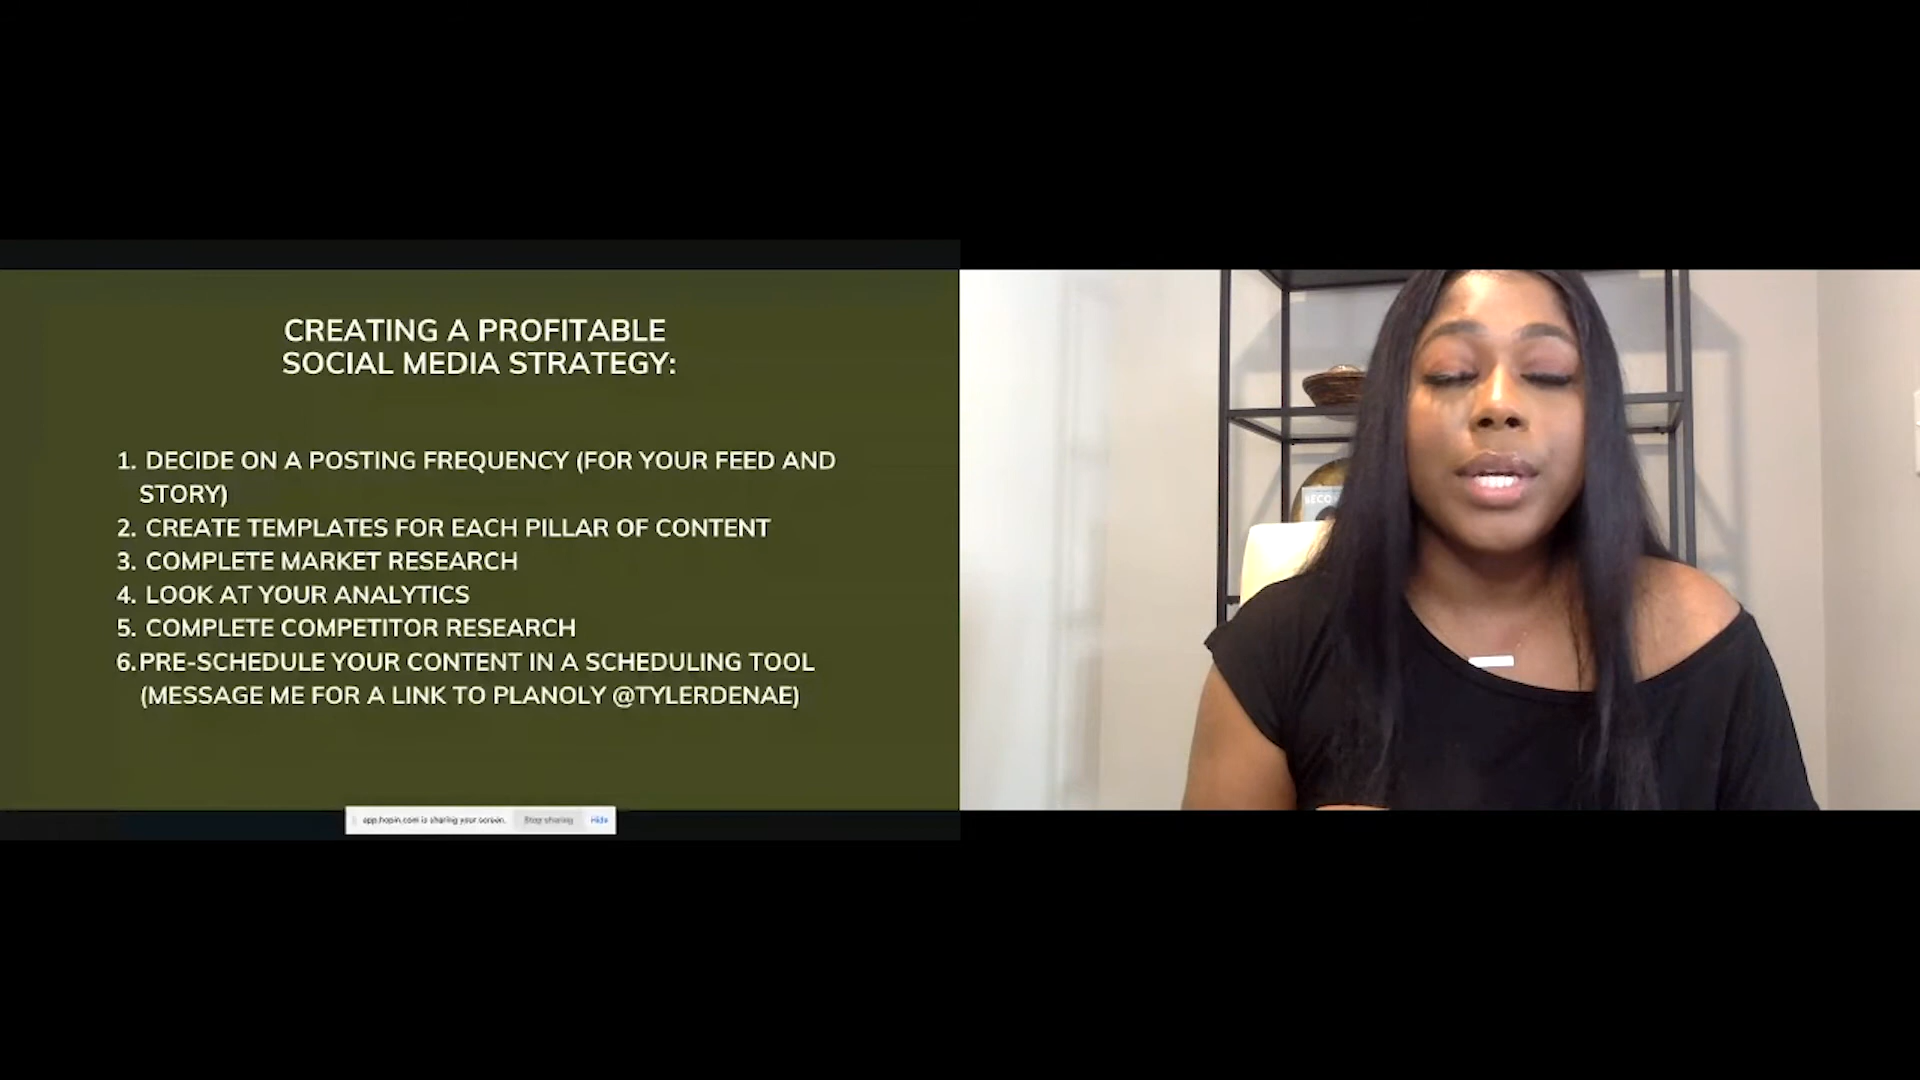 CREATING A PROFITABLE
SOCIAL MEDIA STRATEGY:
1. DECIDE ON A POSTING FREQUENCY (FOR YOUR FEED AND
STORY)
2. CREATE TEMPLATES FOR EACH PILLAR OF CONTENT
3. COMPLETE MARKET RESEARCH
4. LOOK AT YOUR ANALYTICS
5. COMPLETE COMPETITOR RESEARCH
6. PRE-SCHEDULE YOUR CONTENT IN A SCHEDULING TOOL
(MESSAGE ME FOR A LINK TO PLANOLY @TYLERDENAE)
app.hopin.com is sharing your screen. Stop sharing Hide